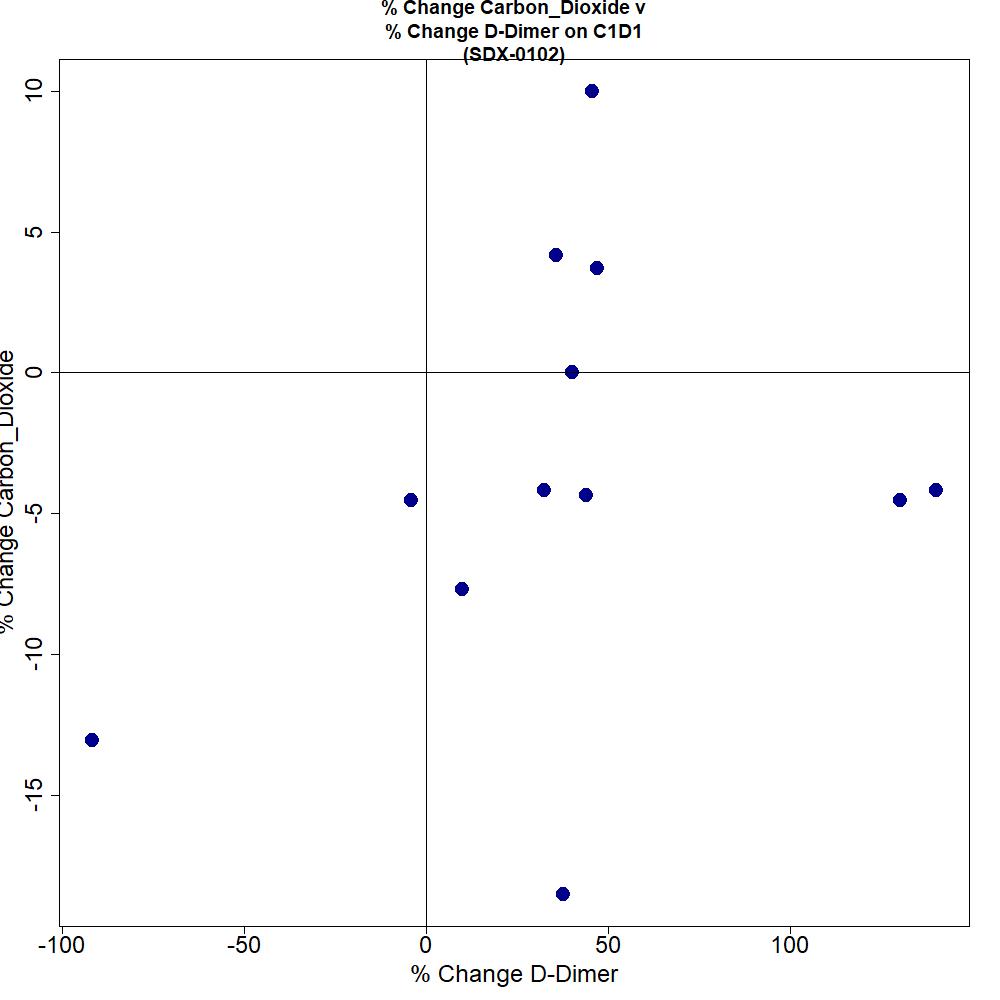 % Change Carbon_Dioxide v
% Change D-Dimer on C1D1
(SDX-0102)
10
5
0
-5
-10
-15
% Change Carbon_Dioxide
-100
-50
0
50
100
% Change D-Dimer